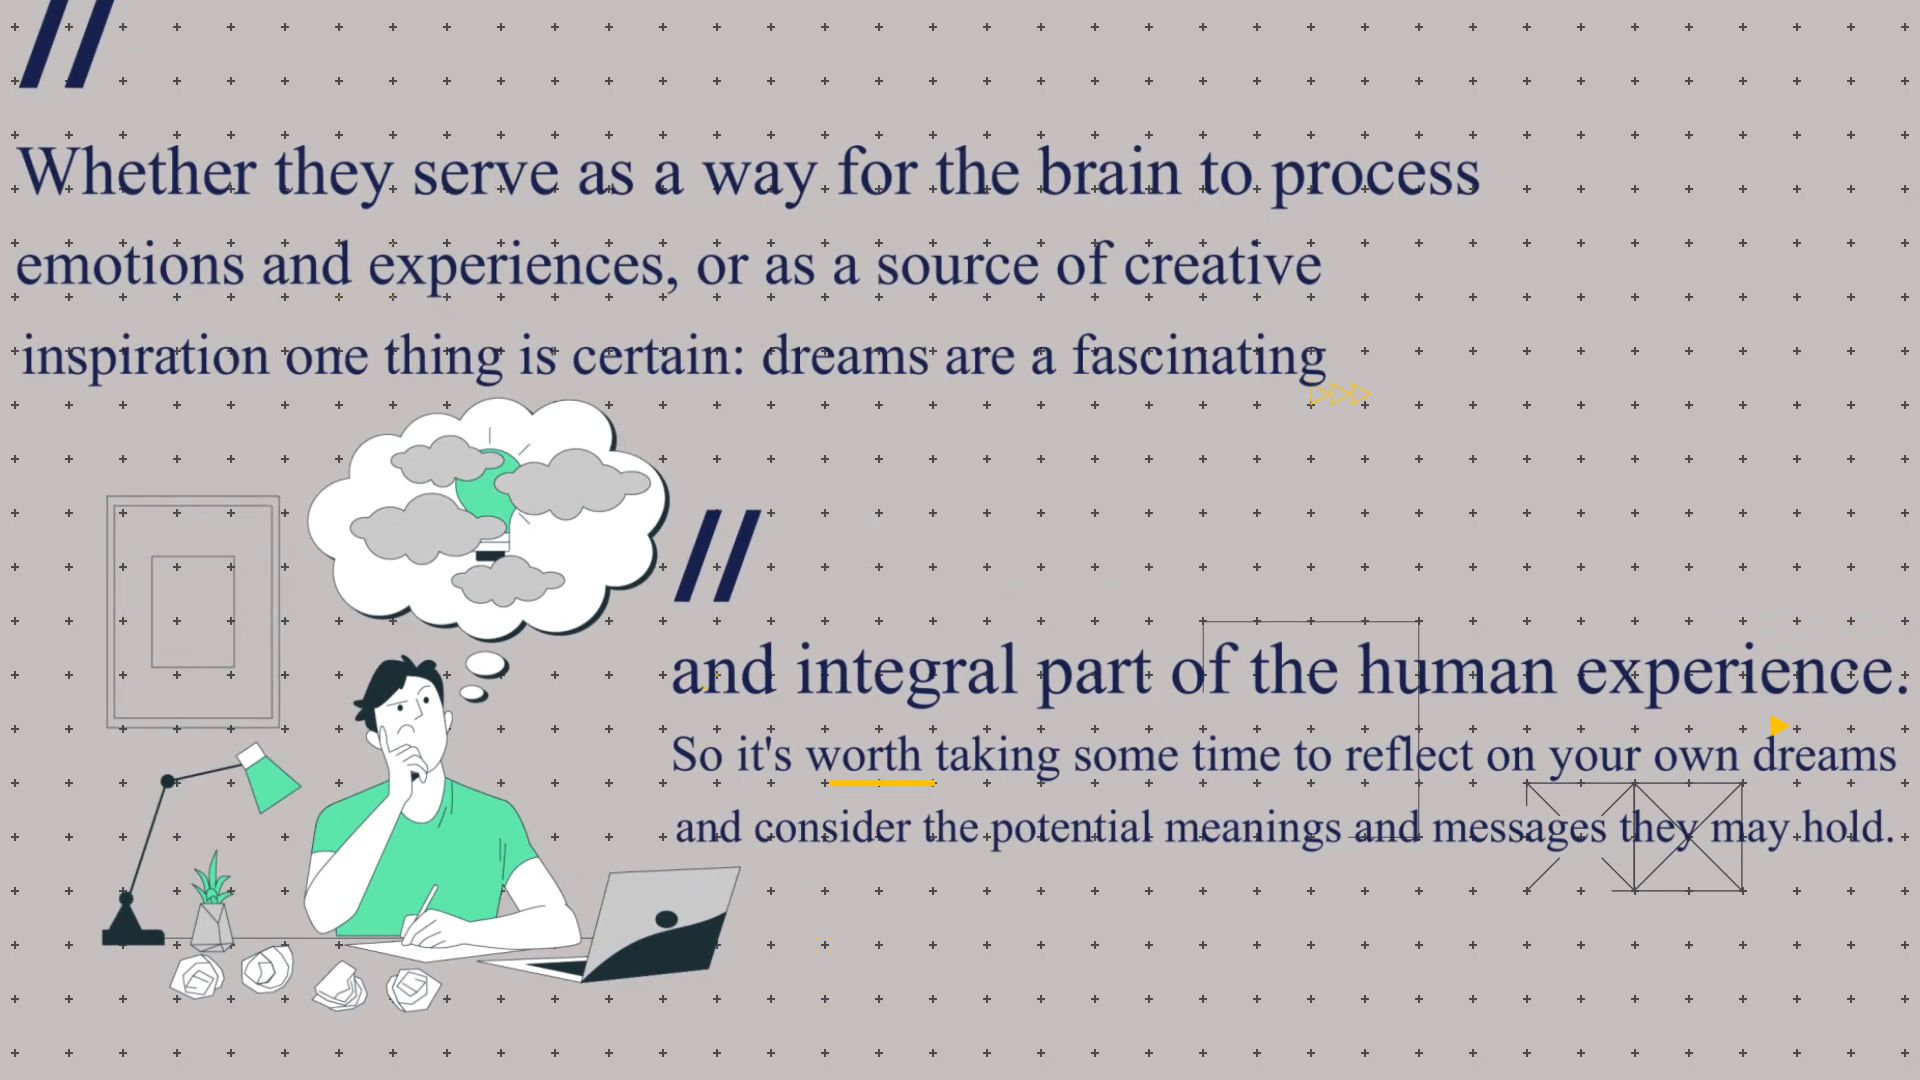 Whether they serve as a way for the brain to process
emotions and experiences, or as a source of creative
inspiration one thing is certain: dreams are a fascinating
and integral part of the human experience.
So it's worth taking some time to reflect on your own dreams
and consider the potential meanings and messages they may hold.